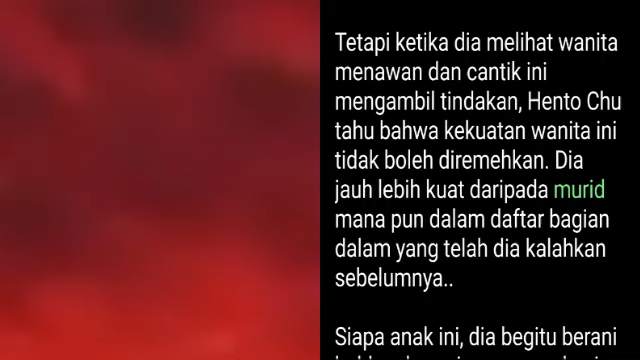 Tetapi ketika dia melihat wanita
menawan dan cantik ini
mengambil tindakan, Hento Chu
tahu bahwa kekuatan wanita ini
tidak boleh diremehkan. Dia
jauh lebih kuat daripada murid
mana pun dalam daftar bagian
dalam yang telah dia kalahkan
sebelumnya..
Siapa anak ini, dia begitu berani